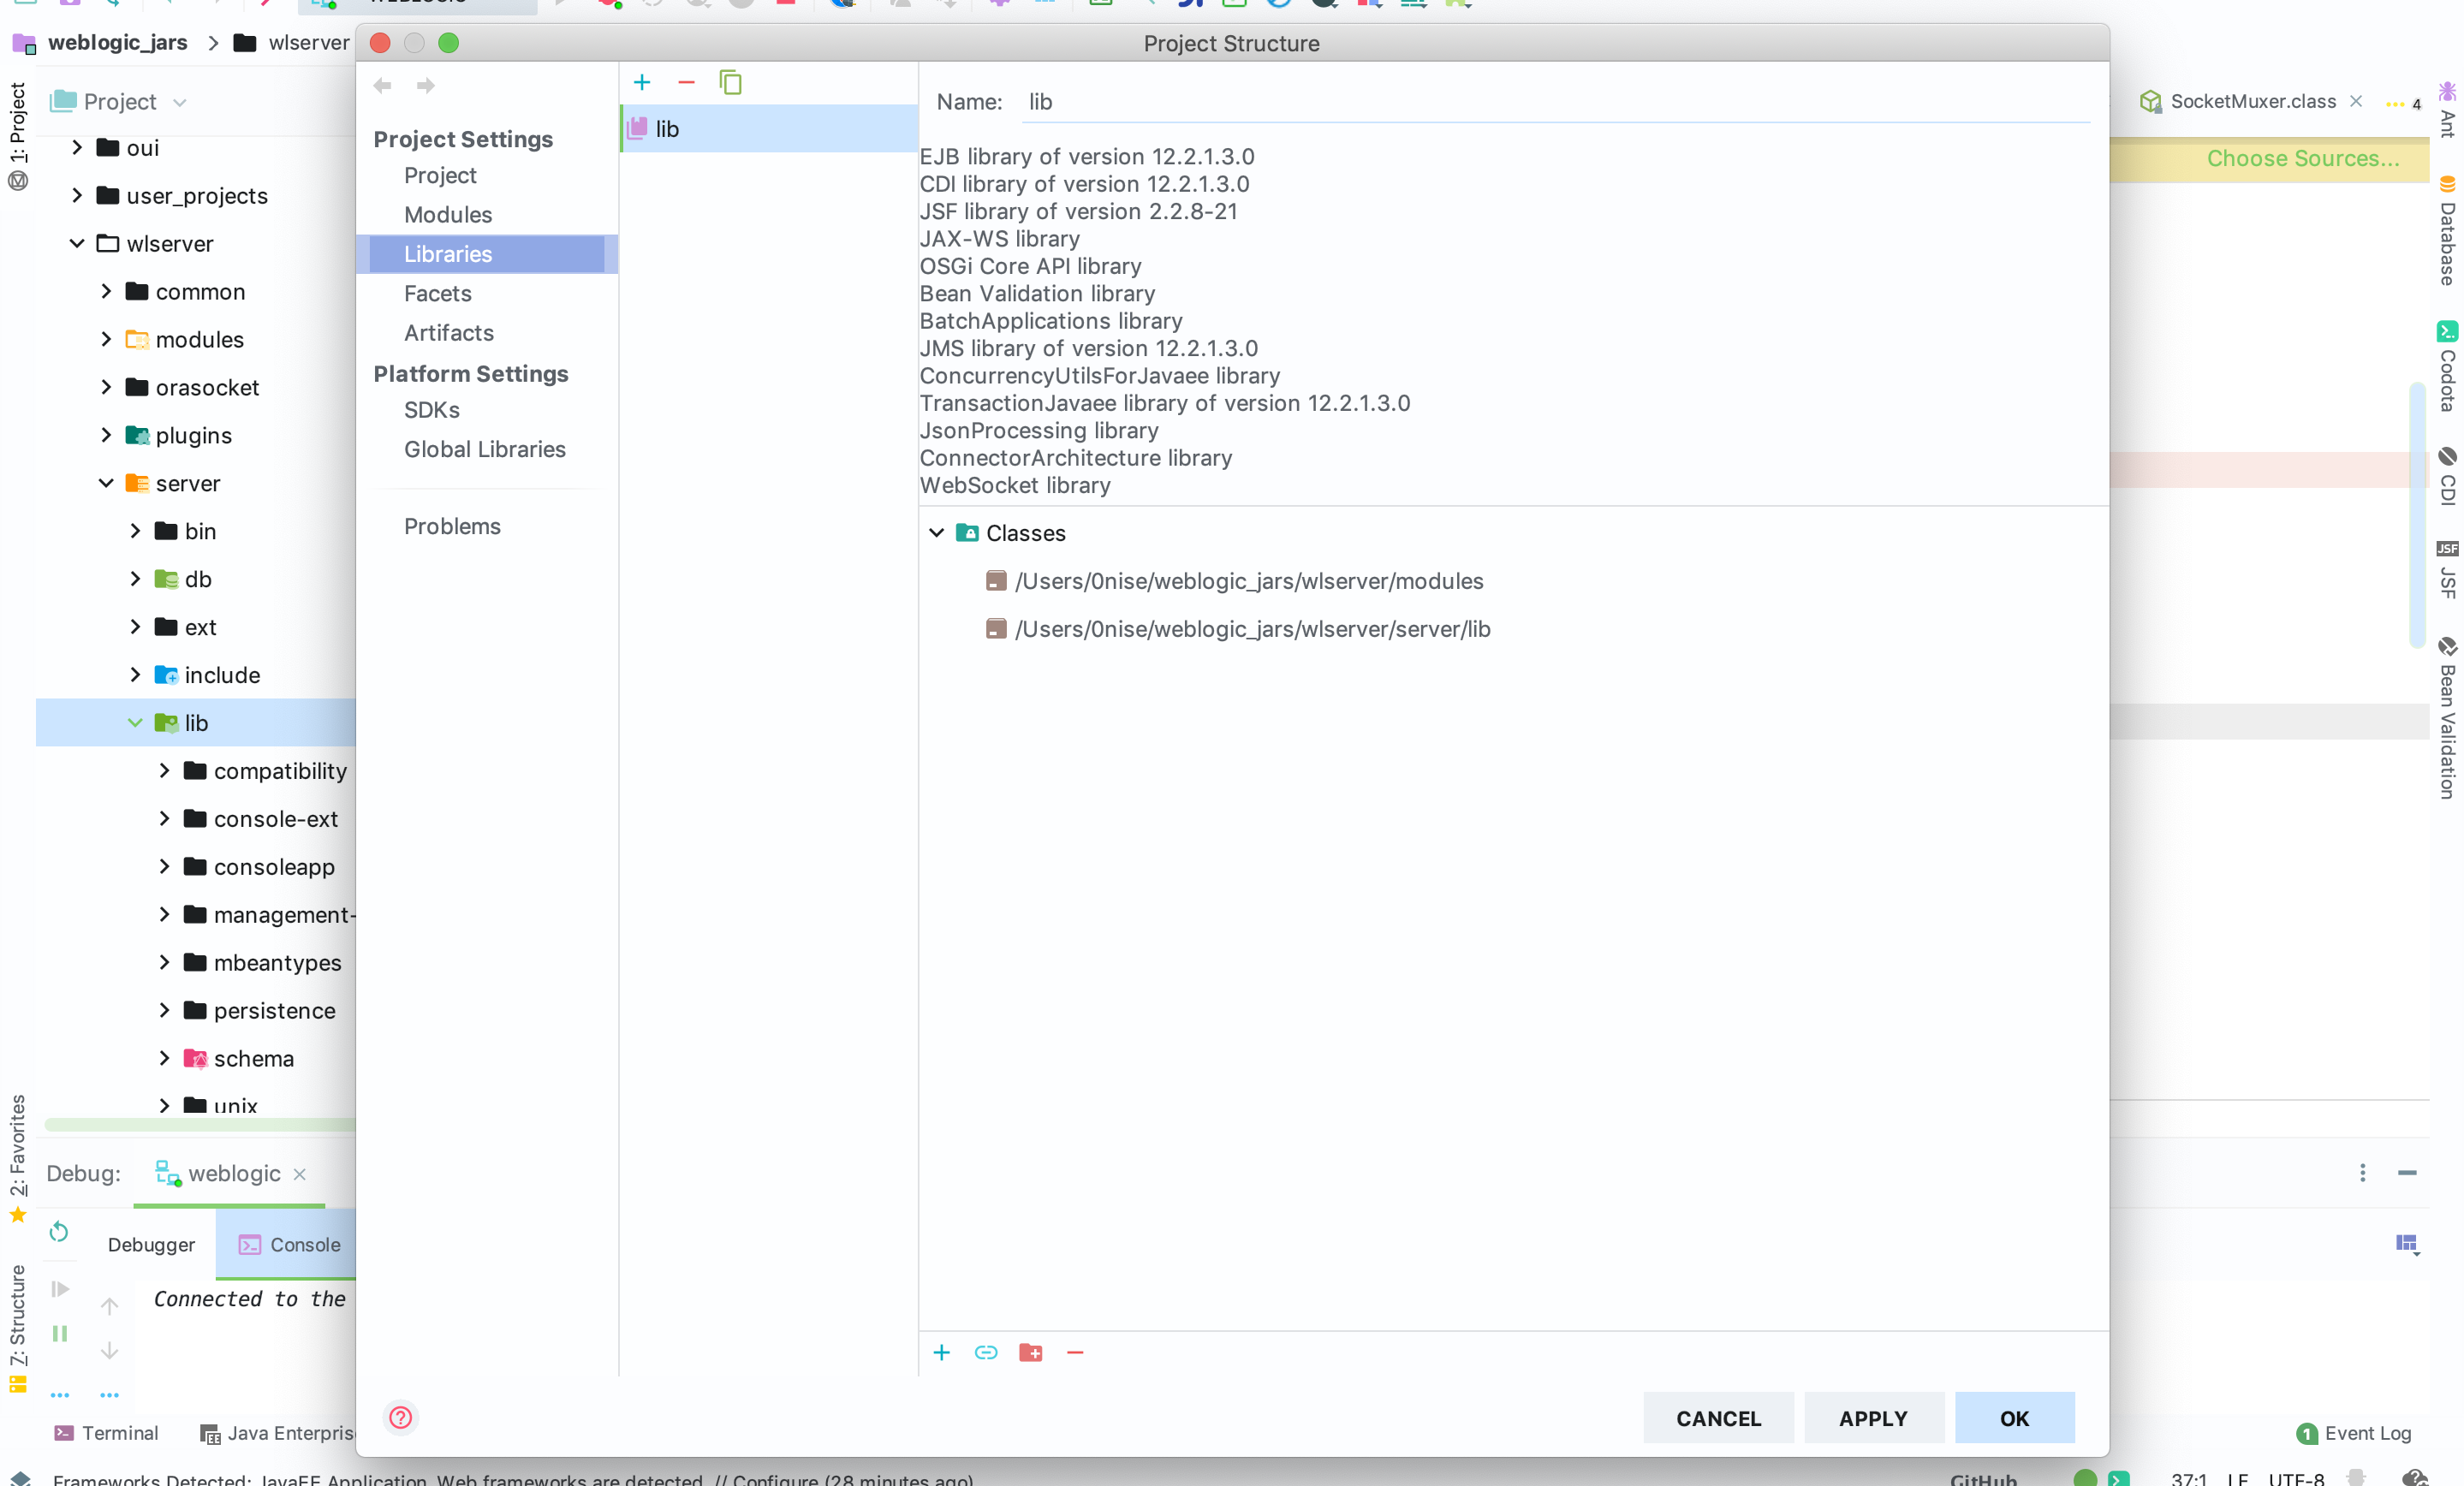 weblogic_jars > wlserver
Project Structure
1: Project
Project
oui
user_projects
wlserver
common
modules
orasocket
plugins
server
bin
db
ext
include
lib
compatibility
console-ext
consoleapp
management-
mbeantypes
persistence
schema
unix
Project Settings
Project
Modules
Libraries
Facets
Artifacts
Platform Settings
SDKs
Global Libraries
Problems
lib
Name: lib
EJB library of version 12.2.1.3.0
CDI library of version 12.2.1.3.0
JSF library of version 2.2.8-21
JAX-WS library
OSGi Core API library
Bean Validation library
BatchApplications library
JMS library of version 12.2.1.3.0
ConcurrencyUtilsForJavaee library
TransactionJavaee library of version 12.2.1.3.0
JsonProcessing library
ConnectorArchitecture library
WebSocket library
Classes
/Users/0nise/weblogic_jars/wlserver/modules
/Users/0nise/weblogic_jars/wlserver/server/lib
CANCEL
APPLY
OK
SocketMuxer.class
4
Choose Sources...
Ant
Database
Codota
CDI
JSF
JSF
Bean Validation
2: Favorites
7: Structure
Debug: weblogic
Debugger
Console
Connected to the
Terminal
Java Enterpris
1 Event Log
Frameworks Detected: JavaEE Application, Web frameworks are detected. // Configure (28 minutes ago)
GitHub
37:1 LF UTF-8